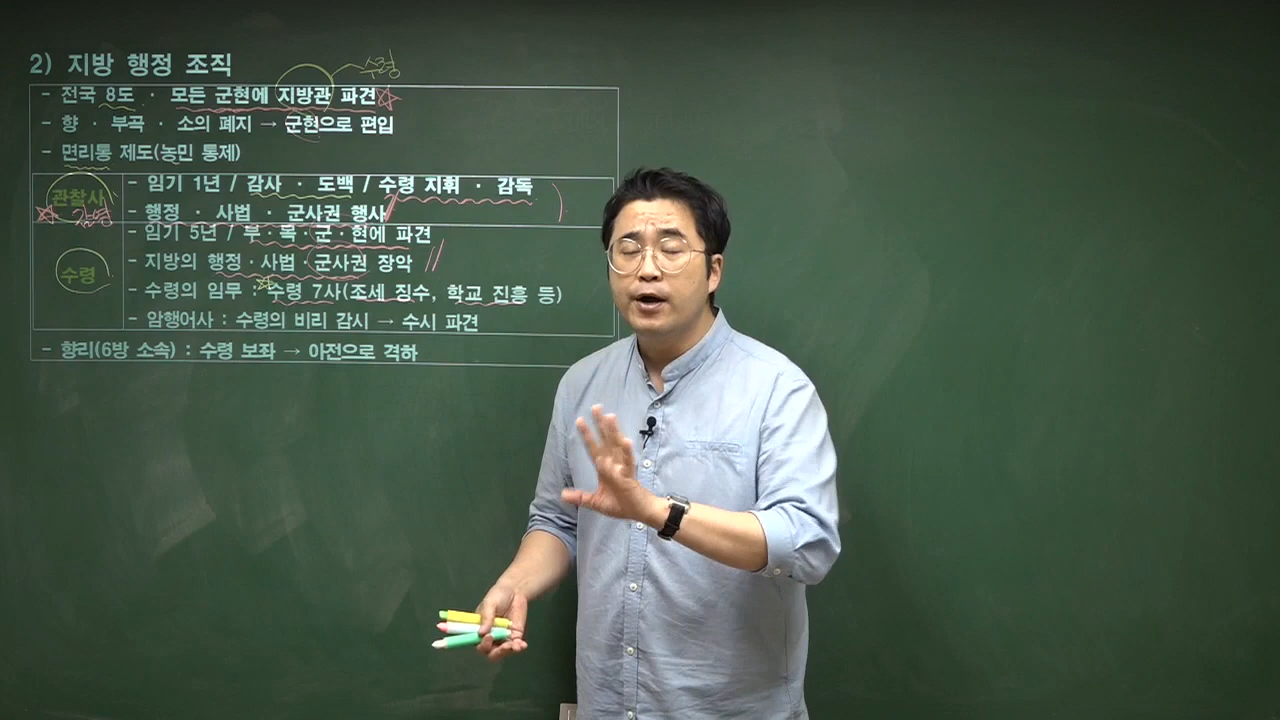 2) 지방 행정 조직
수령
- 전국 8도 · 모든 군현에 지방관 파견
- 향 · 부곡 · 소의 폐지 → 군현으로 편입
- 면리통 제도(농민 통제)
관찰사
감영
- 임기 1년 / 감사 · 도백 / 수령 지휘 · 감독
- 행정 · 사법 · 군사권 행사
수령
- 임기 5년 / 부 · 목 · 군 · 현에 파견
- 지방의 행정 · 사법 · 군사권 장악
- 수령의 임무 : 수령 7사(조세 징수, 학교 진흥 등)
- 암행어사 : 수령의 비리 감시 → 수시 파견
- 향리(6방 소속) : 수령 보좌 → 아전으로 격하